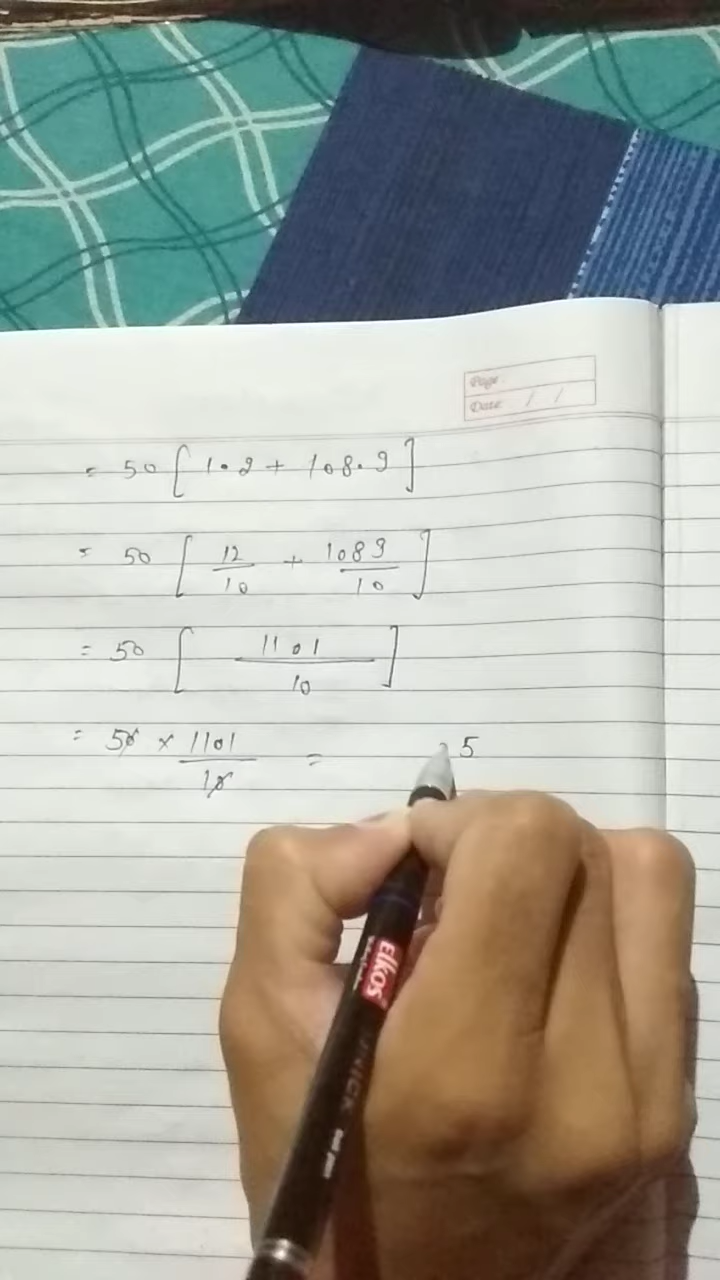 Page:
Date: / /
= 50 [ 1.2 + 108.9 ]
= 50 [ 12/10 + 1089/10 ]
= 50 [ 1101/10 ]
= 50 × 1101/10 = 5
Elkos